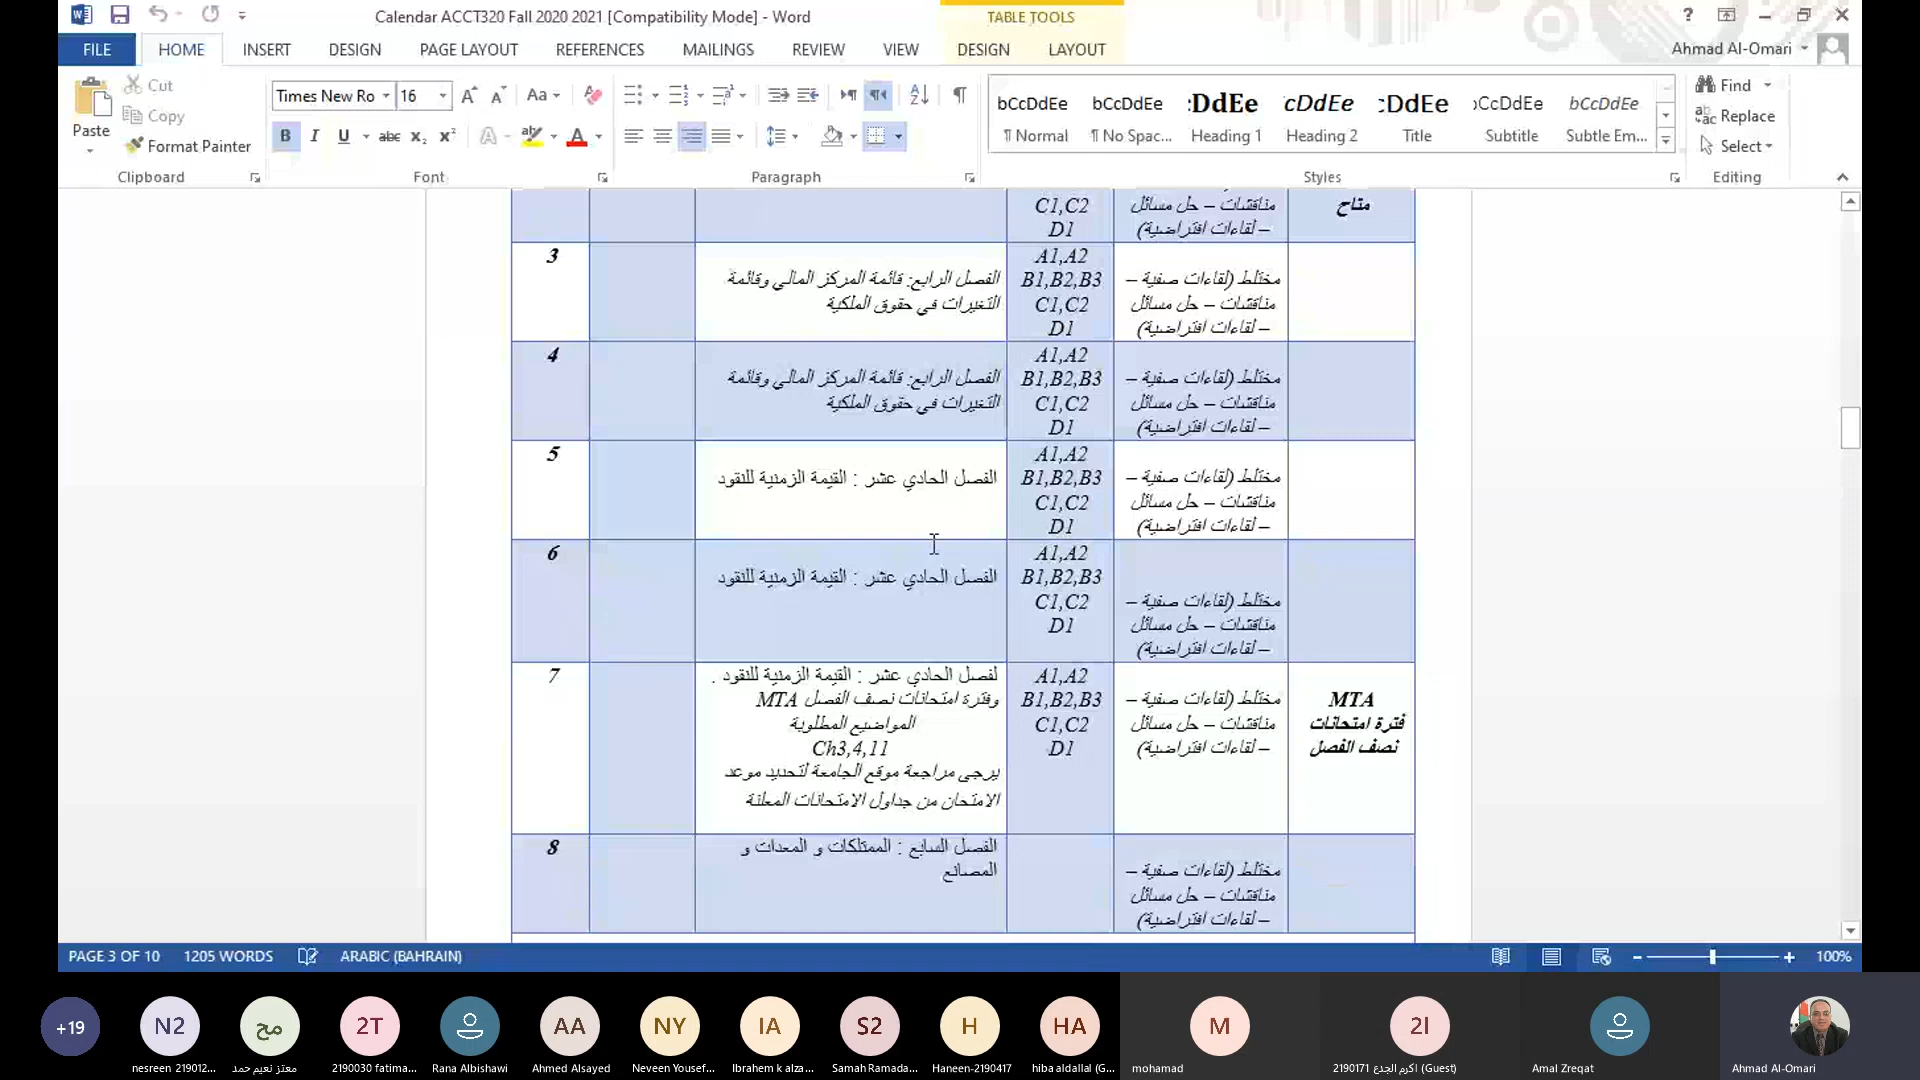 Calendar ACCT320 Fall 2020 2021 [Compatibility Mode] - Word
TABLE TOOLS
FILE HOME INSERT DESIGN PAGE LAYOUT REFERENCES MAILINGS REVIEW VIEW DESIGN LAYOUT
Ahmad Al-Omari
Paste
Cut
Copy
Format Painter
Clipboard
Times New Ro 16
Font
Paragraph
bCcDdEe bCcDdEe :DdEe :cDdEe :cDdEe ɔCcDdEe bCcDdEe
¶ Normal ¶ No Spac... Heading 1 Heading 2 Title Subtitle Subtle Em...
Styles
Find
Replace
Select
Editing
C1,C2
D1
مناقشات – حل مسائل
– لقاءات افتراضية)
متاح
3
الفصل الرابع: قائمة المركز المالي وقائمة
التغيرات في حقوق الملكية
A1,A2
B1,B2,B3
C1,C2
D1
مختلط (لقاءات صفية –
مناقشات – حل مسائل
– لقاءات افتراضية)
4
الفصل الرابع: قائمة المركز المالي وقائمة
التغيرات في حقوق الملكية
A1,A2
B1,B2,B3
C1,C2
D1
مختلط (لقاءات صفية –
مناقشات – حل مسائل
– لقاءات افتراضية)
5
الفصل الحادي عشر : القيمة الزمنية للنقود
A1,A2
B1,B2,B3
C1,C2
D1
مختلط (لقاءات صفية –
مناقشات – حل مسائل
– لقاءات افتراضية)
6
الفصل الحادي عشر : القيمة الزمنية للنقود
A1,A2
B1,B2,B3
C1,C2
D1
مختلط (لقاءات صفية –
مناقشات – حل مسائل
– لقاءات افتراضية)
7
لفصل الحادي عشر : القيمة الزمنية للنقود .
وفترة امتحانات نصف الفصل MTA
المواضيع المطلوبة
Ch3,4,11
يرجى مراجعة موقع الجامعة لتحديد موعد
الامتحان من جداول الامتحانات المعلنة
A1,A2
B1,B2,B3
C1,C2
D1
مختلط (لقاءات صفية –
مناقشات – حل مسائل
– لقاءات افتراضية)
MTA
فترة امتحانات
نصف الفصل
8
الفصل السابع : الممتلكات و المعدات و
المصانع
مختلط (لقاءات صفية –
مناقشات – حل مسائل
– لقاءات افتراضية)
PAGE 3 OF 10 1205 WORDS ARABIC (BAHRAIN) 100%
+19 N2 مح 2T AA NY IA S2 H HA M 2I
nesreen 219012... معتز نعيم حمد 2190030 fatima... Rana Albishawi Ahmed Alsayed Neveen Yousef... Ibrahem k alza... Samah Ramada... Haneen-2190417 hiba aldallal (G... mohamad 2190171 اكرم الجدع (Guest) Amal Zreqat Ahmad Al-Omari